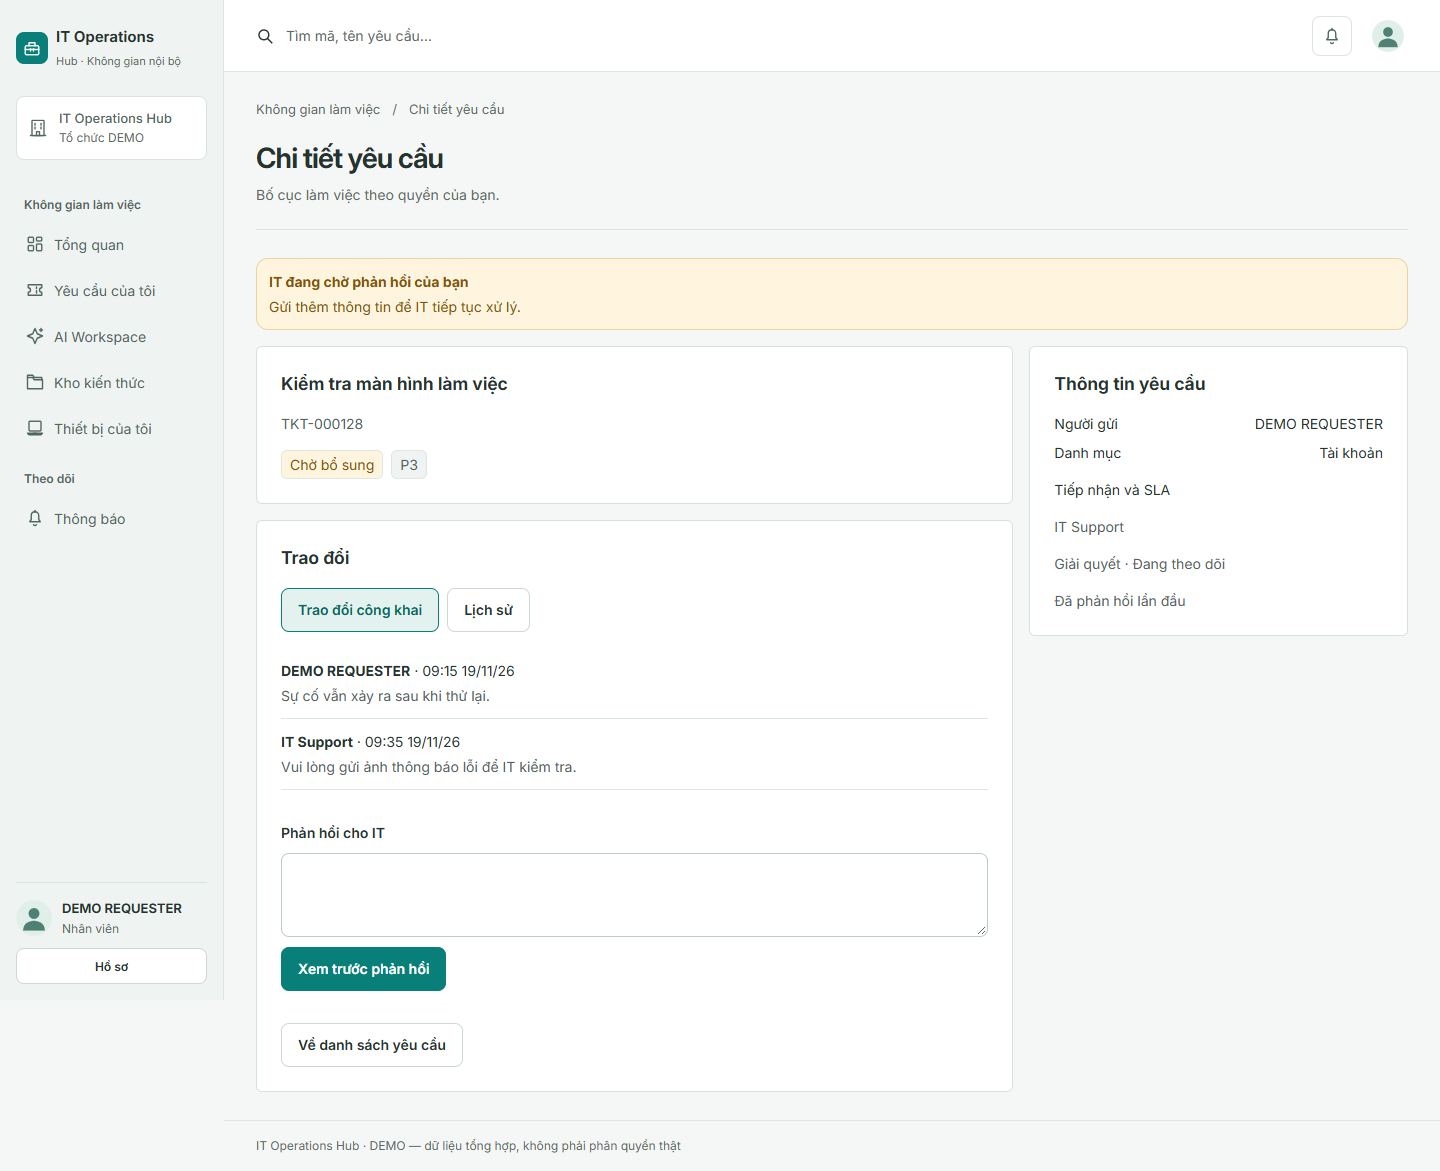 IT Operations
Hub · Không gian nội bộ
IT Operations Hub
Tổ chức DEMO
Không gian làm việc
Tổng quan
Yêu cầu của tôi
AI Workspace
Kho kiến thức
Thiết bị của tôi
Theo dõi
Thông báo
DEMO REQUESTER
Nhân viên
Hồ sơ
Tìm mã, tên yêu cầu...
Không gian làm việc / Chi tiết yêu cầu
Chi tiết yêu cầu
Bố cục làm việc theo quyền của bạn.
IT đang chờ phản hồi của bạn
Gửi thêm thông tin để IT tiếp tục xử lý.
Kiểm tra màn hình làm việc
TKT-000128
Chờ bổ sung P3
Trao đổi
Trao đổi công khai Lịch sử
DEMO REQUESTER · 09:15 19/11/26
Sự cố vẫn xảy ra sau khi thử lại.
IT Support · 09:35 19/11/26
Vui lòng gửi ảnh thông báo lỗi để IT kiểm tra.
Phản hồi cho IT
Xem trước phản hồi
Về danh sách yêu cầu
Thông tin yêu cầu
Người gửi DEMO REQUESTER
Danh mục Tài khoản
Tiếp nhận và SLA
IT Support
Giải quyết · Đang theo dõi
Đã phản hồi lần đầu
IT Operations Hub · DEMO — dữ liệu tổng hợp, không phải phân quyền thật